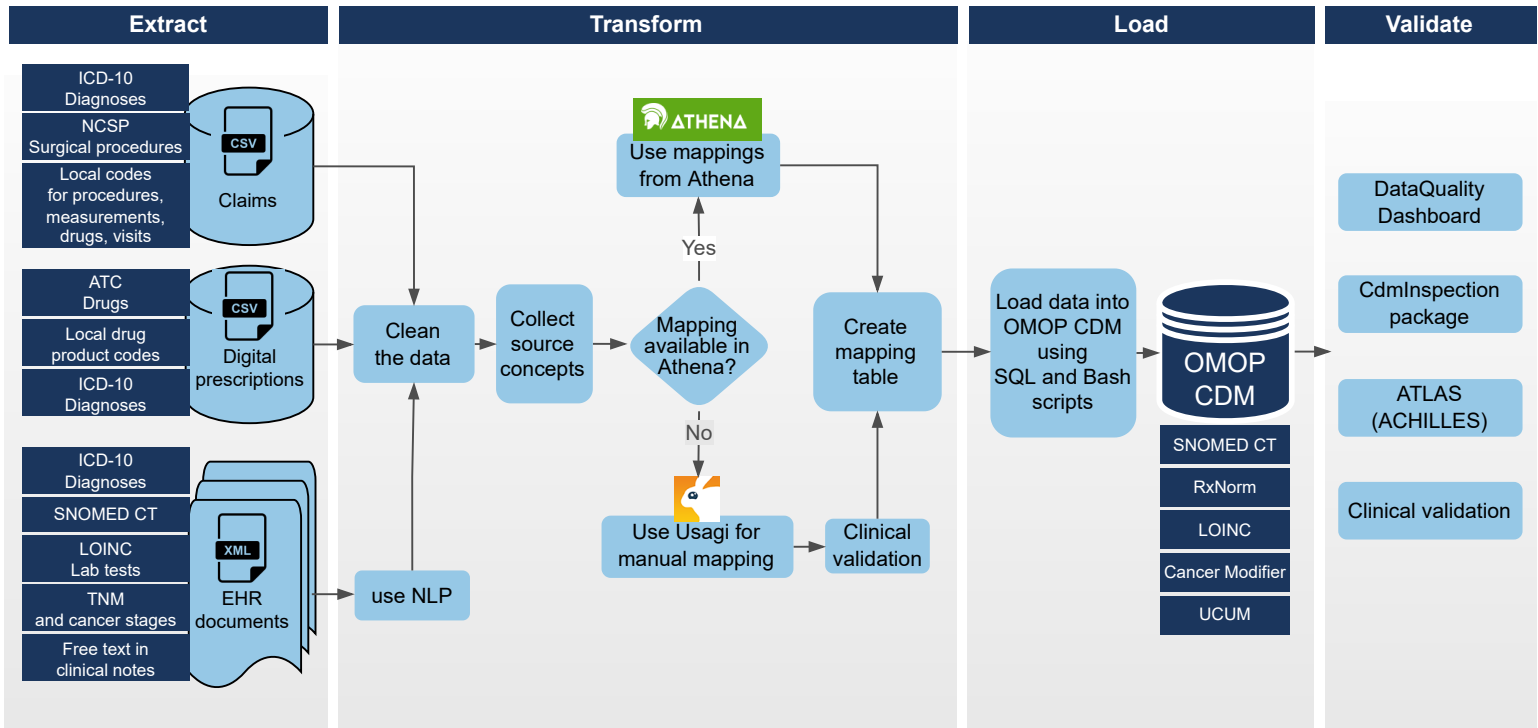 Extract
Transform
Load
Validate
ICD-10
Diagnoses
NCSP
Surgical procedures
Local codes
for procedures,
measurements,
drugs, visits
CSV
Claims
ATC
Drugs
Local drug
product codes
ICD-10
Diagnoses
CSV
Digital
prescriptions
ICD-10
Diagnoses
SNOMED CT
LOINC
Lab tests
TNM
and cancer stages
Free text in
clinical notes
XML
EHR
documents
use NLP
Clean
the data
Collect
source
concepts
Mapping
available in
Athena?
Yes
ATHENA
Use mappings
from Athena
No
Use Usagi for
manual mapping
Clinical
validation
Create
mapping
table
Load data into
OMOP CDM
using
SQL and Bash
scripts
OMOP
CDM
SNOMED CT
RxNorm
LOINC
Cancer Modifier
UCUM
DataQuality
Dashboard
CdmInspection
package
ATLAS
(ACHILLES)
Clinical validation